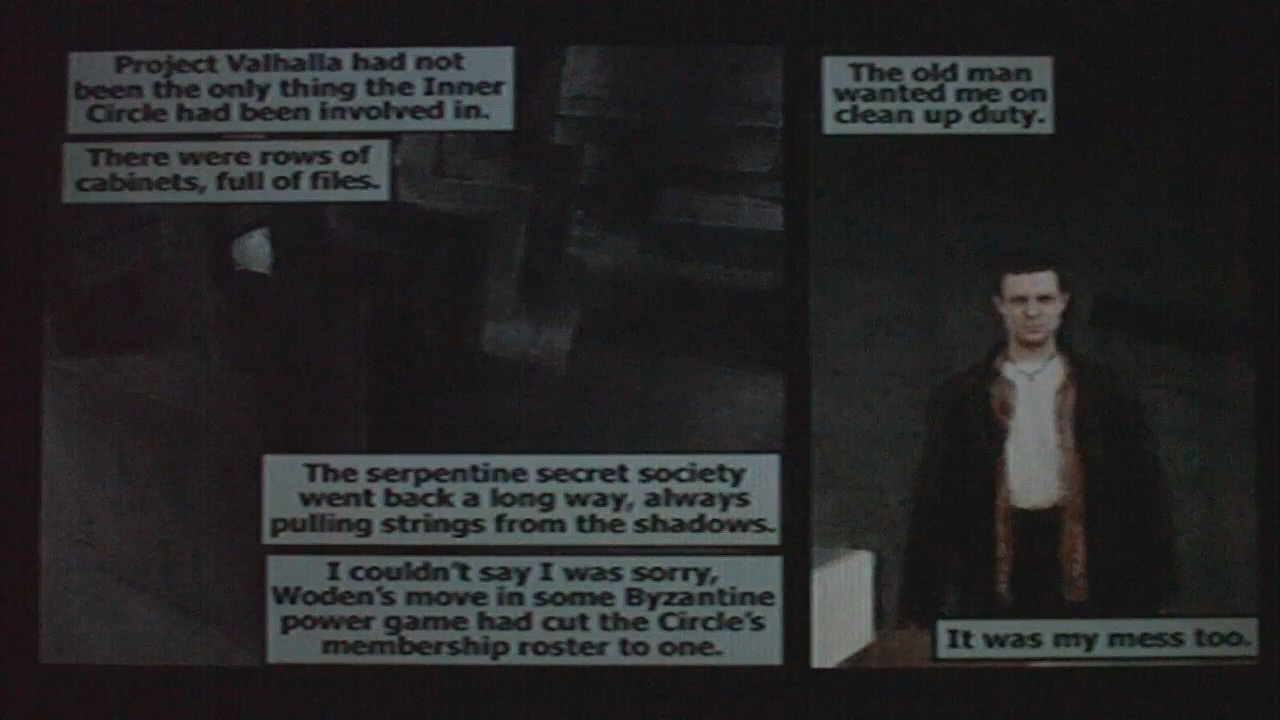 Project Valhalla had not
been the only thing the Inner
Circle had been involved in.
There were rows of
cabinets, full of files.
The serpentine secret society
went back a long way, always
pulling strings from the shadows.
I couldn't say I was sorry,
Woden's move in some Byzantine
power game had cut the Circle's
membership roster to one.
The old man
wanted me on
clean up duty.
It was my mess too.